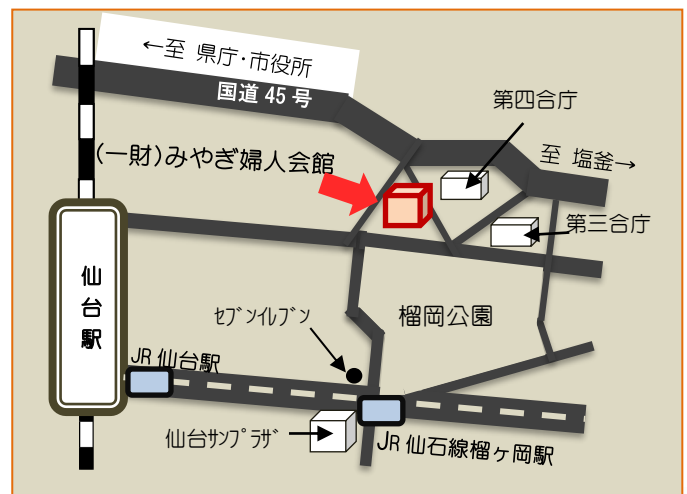 ←至 県庁・市役所
国道 45 号
第四合庁
(一財)みやぎ婦人会館
至 塩釜→
第三合庁
仙台駅
ｾﾌﾞﾝｲﾚﾌﾞﾝ
榴岡公園
JR 仙台駅
仙台ｻﾝﾌﾟﾗｻﾞ
JR 仙石線榴ヶ岡駅